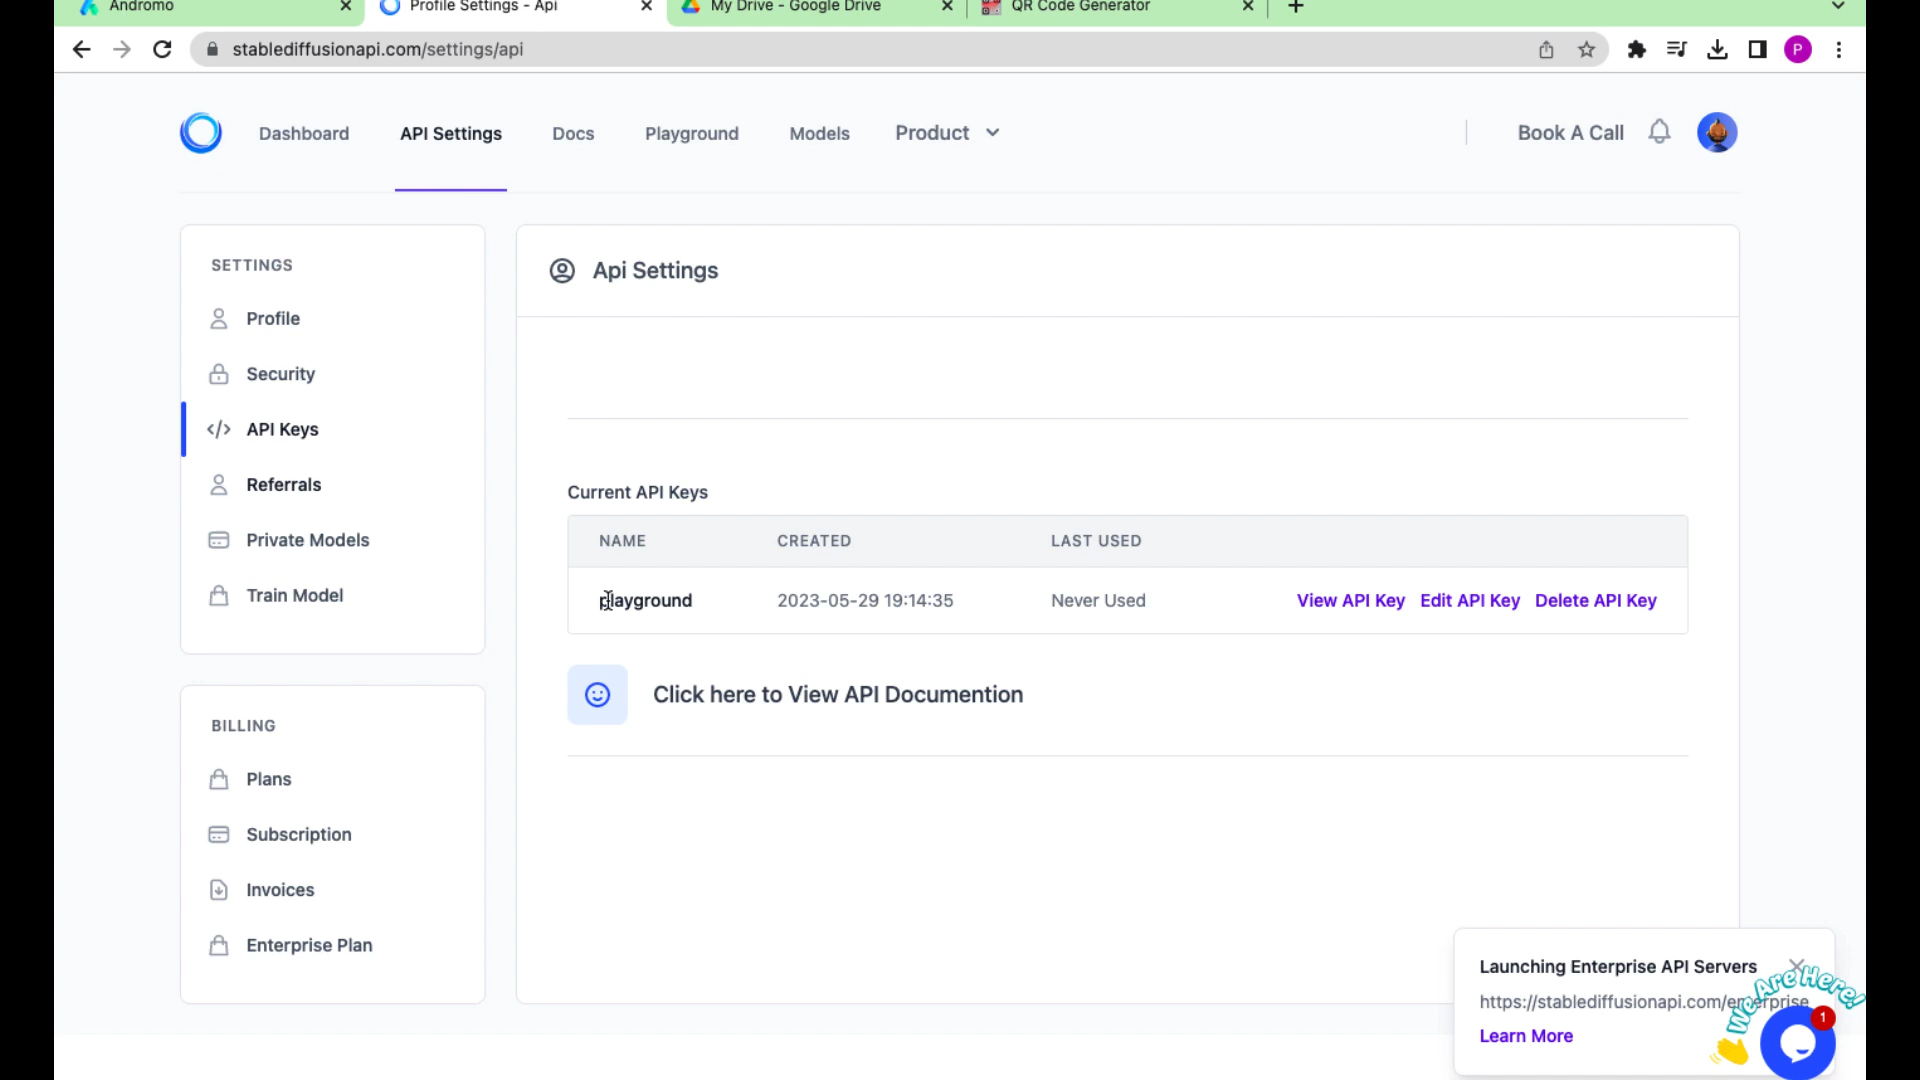 Andromo
Profile Settings - Api
My Drive - Google Drive
QR Code Generator
stablediffusionapi.com/settings/api
P
Dashboard
API Settings
Docs
Playground
Models
Product
Book A Call
SETTINGS
Profile
Security
API Keys
Referrals
Private Models
Train Model
BILLING
Plans
Subscription
Invoices
Enterprise Plan
Api Settings
Current API Keys
NAME CREATED LAST USED
playground 2023-05-29 19:14:35 Never Used View API Key Edit API Key Delete API Key
Click here to View API Documention
Launching Enterprise API Servers
https://stablediffusionapi.com/enterprise
Learn More
We Are Here!
1